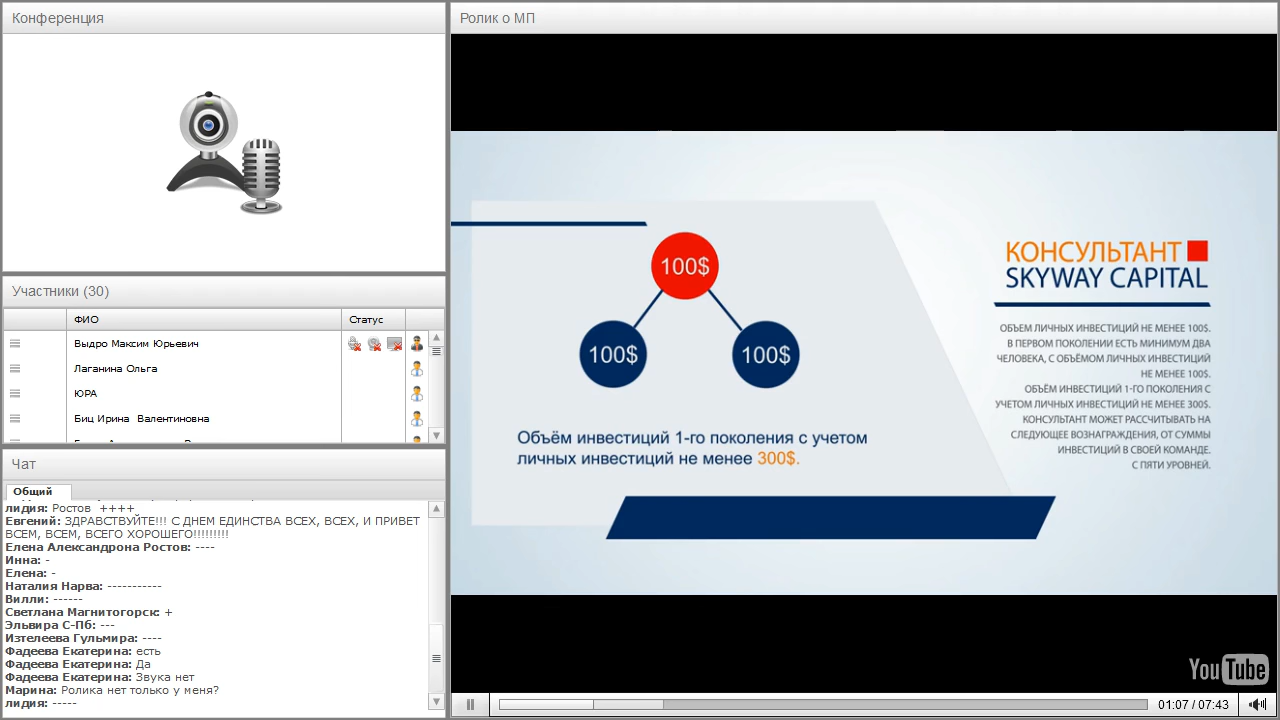 Конференция
Участники (30)
ФИО
Статус
Выдро Максим Юрьевич
Лаганина Ольга
ЮРА
Биц Ирина Валентиновна
Чат
Общий
лидия: Ростов ++++
Евгений: ЗДРАВСТВУЙТЕ!!! С ДНЕМ ЕДИНСТВА ВСЕХ, ВСЕХ, И ПРИВЕТ
ВСЕМ, ВСЕМ, ВСЕГО ХОРОШЕГО!!!!!!!!!
Елена Александрона Ростов: ----
Инна: -
Елена: -
Наталия Нарва: -----------
Вилли: ------
Светлана Магнитогорск: +
Эльвира С-Пб: ---
Изтелеева Гульмира: ----
Фадеева Екатерина: есть
Фадеева Екатерина: Да
Фадеева Екатерина: Звука нет
Марина: Ролика нет только у меня?
лидия: -----
Ролик о МП
100$
100$
100$
Объём инвестиций 1-го поколения с учетом
личных инвестиций не менее 300$.
КОНСУЛЬТАНТ
SKYWAY CAPITAL
ОБЪЕМ ЛИЧНЫХ ИНВЕСТИЦИЙ НЕ МЕНЕЕ 100$.
В ПЕРВОМ ПОКОЛЕНИИ ЕСТЬ МИНИМУМ ДВА
ЧЕЛОВЕКА, С ОБЪЁМОМ ЛИЧНЫХ ИНВЕСТИЦИЙ
НЕ МЕНЕЕ 100$.
ОБЪЁМ ИНВЕСТИЦИЙ 1-ГО ПОКОЛЕНИЯ С
УЧЕТОМ ЛИЧНЫХ ИНВЕСТИЦИЙ НЕ МЕНЕЕ 300$.
КОНСУЛЬТАНТ МОЖЕТ РАССЧИТЫВАТЬ НА
СЛЕДУЮЩЕЕ ВОЗНАГРАЖДЕНИЕ, ОТ СУММЫ
ИНВЕСТИЦИЙ В СВОЕЙ КОМАНДЕ.
С ПЯТИ УРОВНЕЙ.
YouTube
01:07 / 07:43